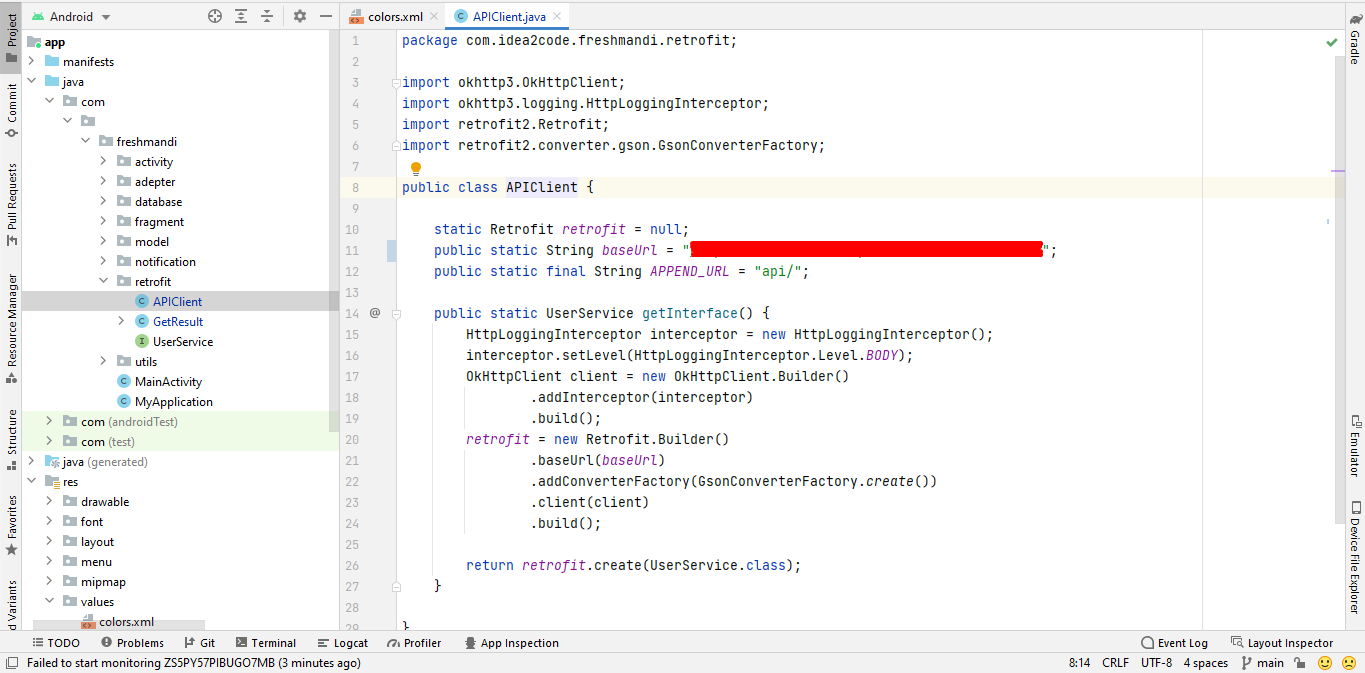 Android
colors.xml
APIClient.java
Project
Commit
Pull Requests
Resource Manager
Structure
Favorites
d Variants
app
manifests
java
com
freshmandi
activity
adepter
database
fragment
model
notification
retrofit
APIClient
GetResult
UserService
utils
MainActivity
MyApplication
com (androidTest)
com (test)
java (generated)
res
drawable
font
layout
menu
mipmap
values
colors.xml
1 package com.idea2code.freshmandi.retrofit;
2
3 import okhttp3.OkHttpClient;
4 import okhttp3.logging.HttpLoggingInterceptor;
5 import retrofit2.Retrofit;
6 import retrofit2.converter.gson.GsonConverterFactory;
7
8 public class APIClient {
9
10 static Retrofit retrofit = null;
11 public static String baseUrl = "";
12 public static final String APPEND_URL = "api/";
13
14 @ public static UserService getInterface() {
15 HttpLoggingInterceptor interceptor = new HttpLoggingInterceptor();
16 interceptor.setLevel(HttpLoggingInterceptor.Level.BODY);
17 OkHttpClient client = new OkHttpClient.Builder()
18 .addInterceptor(interceptor)
19 .build();
20 retrofit = new Retrofit.Builder()
21 .baseUrl(baseUrl)
22 .addConverterFactory(GsonConverterFactory.create())
23 .client(client)
24 .build();
25
26 return retrofit.create(UserService.class);
27 }
28
29 }
Gradle
Emulator
Device File Explorer
TODO Problems Git Terminal Logcat Profiler App Inspection Event Log Layout Inspector
Failed to start monitoring ZS5PY57PIBUGO7MB (3 minutes ago) 8:14 CRLF UTF-8 4 spaces main